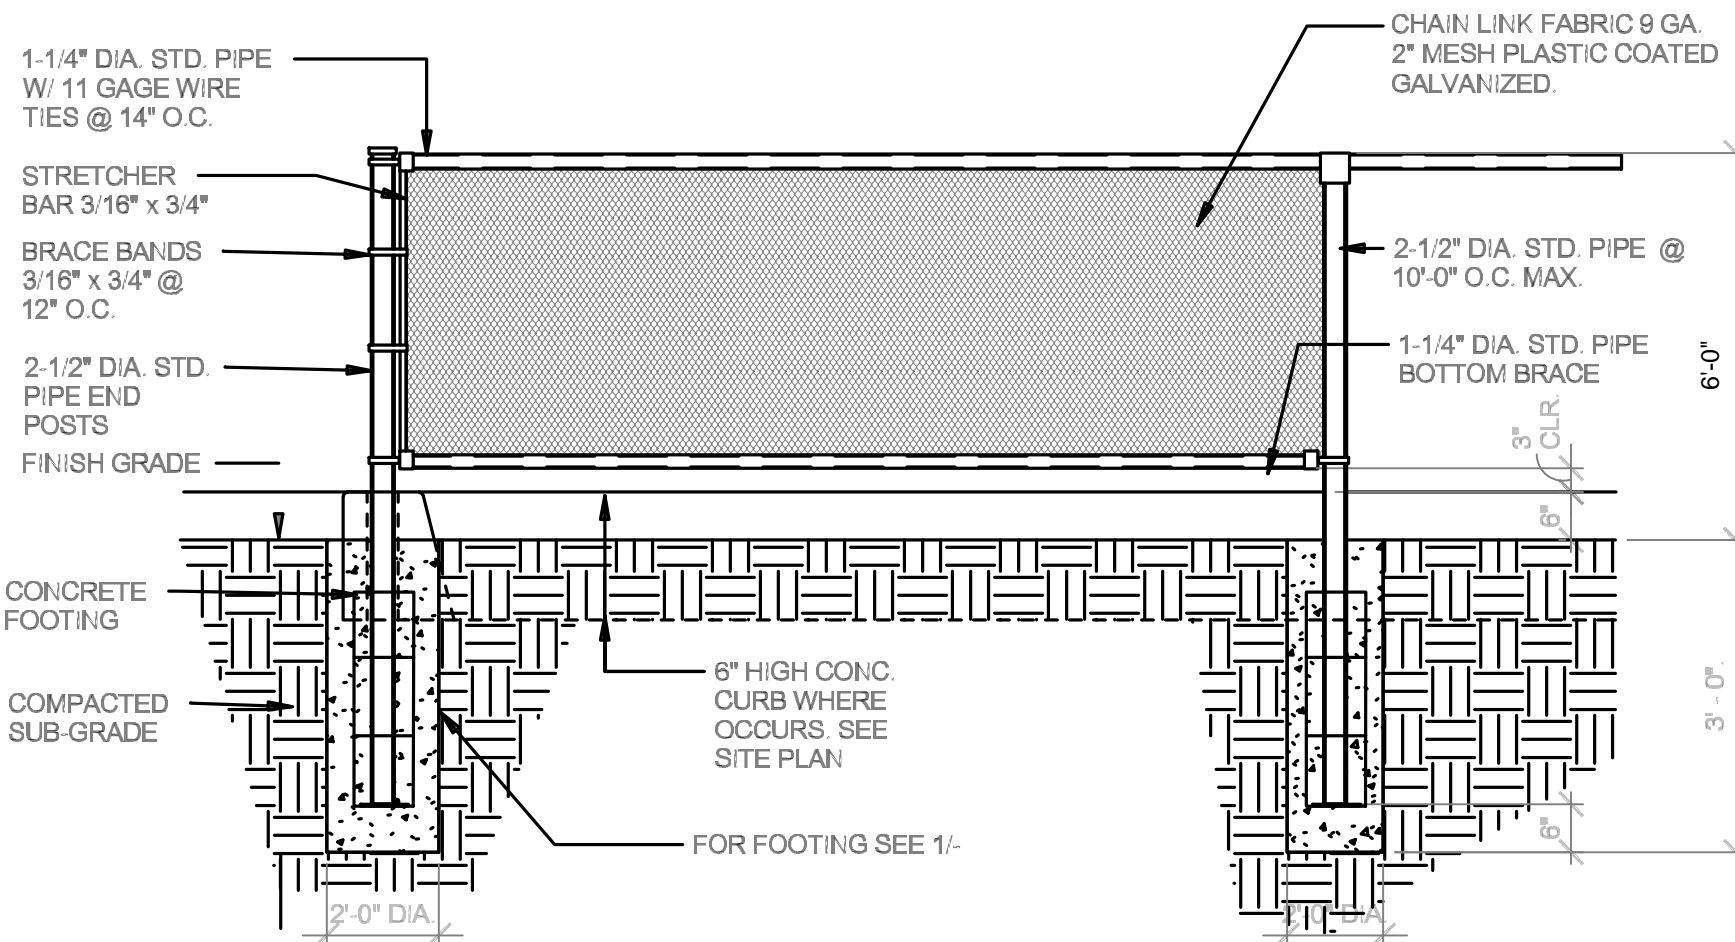 1-1/4" DIA. STD. PIPE
W/ 11 GAGE WIRE
TIES @ 14" O.C.
STRETCHER
BAR 3/16" x 3/4"
BRACE BANDS
3/16" x 3/4" @
12" O.C.
2-1/2" DIA. STD.
PIPE END
POSTS
FINISH GRADE
CONCRETE
FOOTING
COMPACTED
SUB-GRADE
CHAIN LINK FABRIC 9 GA.
2" MESH PLASTIC COATED
GALVANIZED.
2-1/2" DIA. STD. PIPE @
10'-0" O.C. MAX.
1-1/4" DIA. STD. PIPE
BOTTOM BRACE
6'-0"
3"
CLR.
6"
3'-0".
6"
6" HIGH CONC.
CURB WHERE
OCCURS. SEE
SITE PLAN
FOR FOOTING SEE 1/-
2'-0" DIA.
2'-0" DIA.